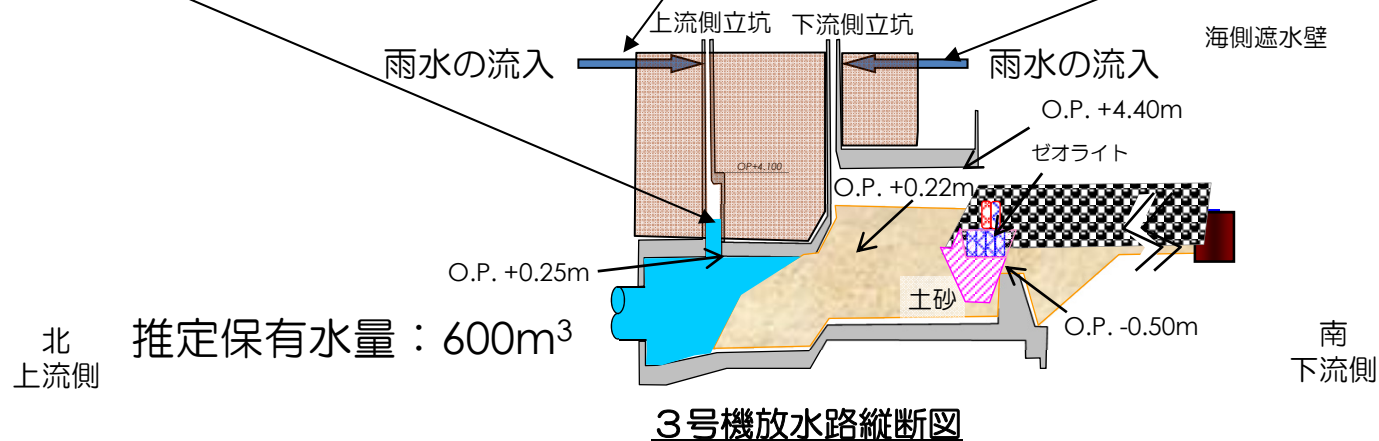 上流側立坑 下流側立坑
海側遮水壁
雨水の流入 雨水の流入
O.P. +4.40m
ゼオライト
OP+4.100
O.P. +0.22m
O.P. +0.25m
土砂
O.P. -0.50m
北
上流側
推定保有水量：600m³
南
下流側
３号機放水路縦断図